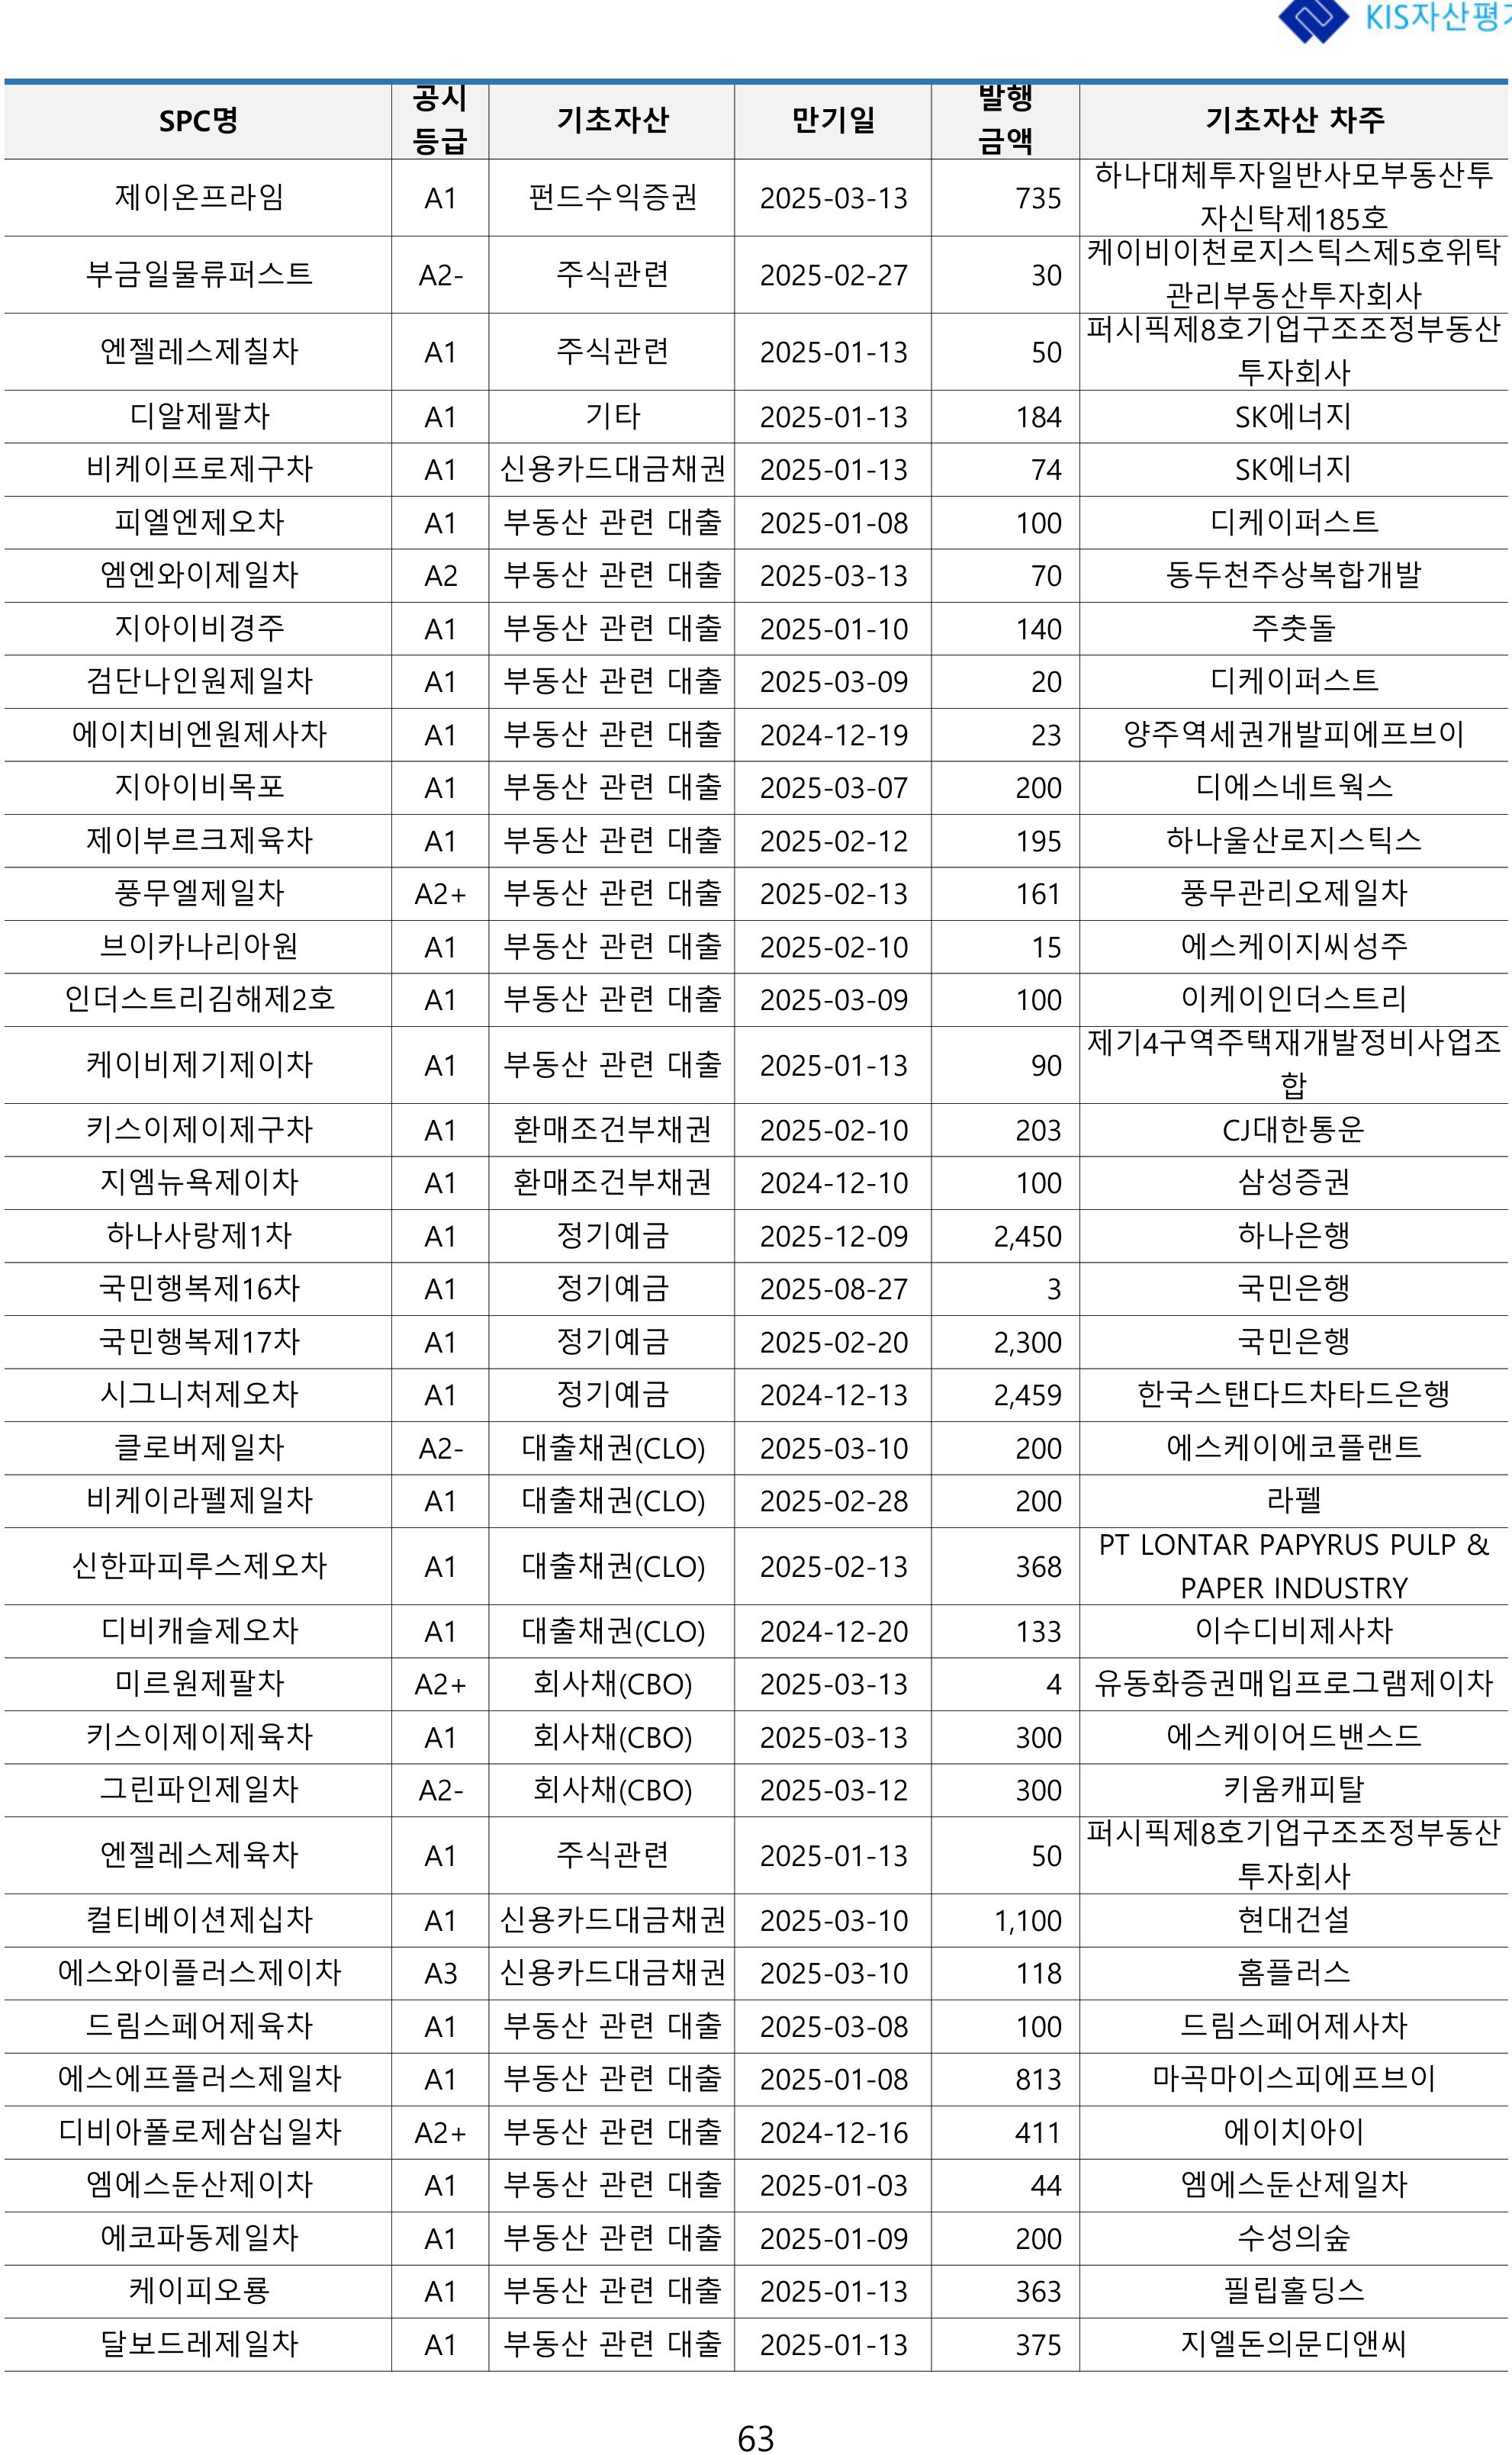 KIS자산평가
SPC명 공시등급 기초자산 만기일 발행금액 기초자산 차주
제이온프라임 A1 펀드수익증권 2025-03-13 735 하나대체투자일반사모부동산투자신탁제185호
부금일물류퍼스트 A2- 주식관련 2025-02-27 30 케이비이천로지스틱스제5호위탁관리부동산투자회사
엔젤레스제칠차 A1 주식관련 2025-01-13 50 퍼시픽제8호기업구조조정부동산투자회사
디알제팔차 A1 기타 2025-01-13 184 SK에너지
비케이프로제구차 A1 신용카드대금채권 2025-01-13 74 SK에너지
피엘엔제오차 A1 부동산 관련 대출 2025-01-08 100 디케이퍼스트
엠엔와이제일차 A2 부동산 관련 대출 2025-03-13 70 동두천주상복합개발
지아이비경주 A1 부동산 관련 대출 2025-01-10 140 주춧돌
검단나인원제일차 A1 부동산 관련 대출 2025-03-09 20 디케이퍼스트
에이치비엔원제사차 A1 부동산 관련 대출 2024-12-19 23 양주역세권개발피에프브이
지아이비목포 A1 부동산 관련 대출 2025-03-07 200 디에스네트웍스
제이부르크제육차 A1 부동산 관련 대출 2025-02-12 195 하나울산로지스틱스
풍무엘제일차 A2+ 부동산 관련 대출 2025-02-13 161 풍무관리오제일차
브이카나리아원 A1 부동산 관련 대출 2025-02-10 15 에스케이지씨성주
인더스트리김해제2호 A1 부동산 관련 대출 2025-03-09 100 이케이인더스트리
케이비제기제이차 A1 부동산 관련 대출 2025-01-13 90 제기4구역주택재개발정비사업조합
키스이제이제구차 A1 환매조건부채권 2025-02-10 203 CJ대한통운
지엠뉴욕제이차 A1 환매조건부채권 2024-12-10 100 삼성증권
하나사랑제1차 A1 정기예금 2025-12-09 2,450 하나은행
국민행복제16차 A1 정기예금 2025-08-27 3 국민은행
국민행복제17차 A1 정기예금 2025-02-20 2,300 국민은행
시그니처제오차 A1 정기예금 2024-12-13 2,459 한국스탠다드차타드은행
클로버제일차 A2- 대출채권(CLO) 2025-03-10 200 에스케이에코플랜트
비케이라펠제일차 A1 대출채권(CLO) 2025-02-28 200 라펠
신한파피루스제오차 A1 대출채권(CLO) 2025-02-13 368 PT LONTAR PAPYRUS PULP & PAPER INDUSTRY
디비캐슬제오차 A1 대출채권(CLO) 2024-12-20 133 이수디비제사차
미르원제팔차 A2+ 회사채(CBO) 2025-03-13 4 유동화증권매입프로그램제이차
키스이제이제육차 A1 회사채(CBO) 2025-03-13 300 에스케이어드밴스드
그린파인제일차 A2- 회사채(CBO) 2025-03-12 300 키움캐피탈
엔젤레스제육차 A1 주식관련 2025-01-13 50 퍼시픽제8호기업구조조정부동산투자회사
컬티베이션제십차 A1 신용카드대금채권 2025-03-10 1,100 현대건설
에스와이플러스제이차 A3 신용카드대금채권 2025-03-10 118 홈플러스
드림스페어제육차 A1 부동산 관련 대출 2025-03-08 100 드림스페어제사차
에스에프플러스제일차 A1 부동산 관련 대출 2025-01-08 813 마곡마이스피에프브이
디비아폴로제삼십일차 A2+ 부동산 관련 대출 2024-12-16 411 에이치아이
엠에스둔산제이차 A1 부동산 관련 대출 2025-01-03 44 엠에스둔산제일차
에코파동제일차 A1 부동산 관련 대출 2025-01-09 200 수성의숲
케이피오룡 A1 부동산 관련 대출 2025-01-13 363 필립홀딩스
달보드레제일차 A1 부동산 관련 대출 2025-01-13 375 지엘돈의문디앤씨
63